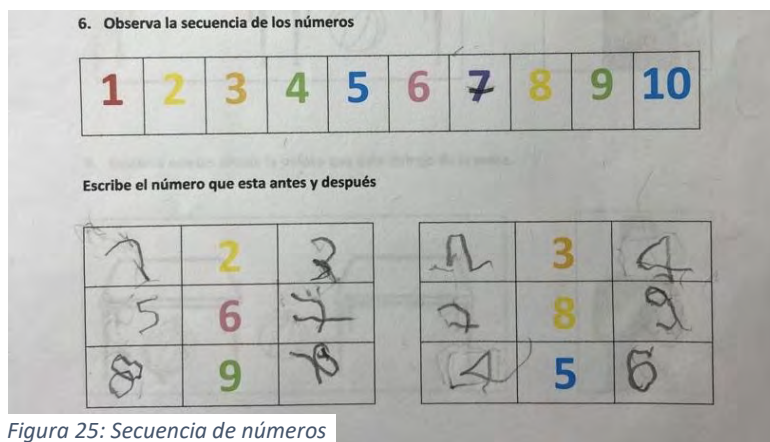 6. Observa la secuencia de los números
1 2 3 4 5 6 7 8 9 10
Escribe el número que esta antes y después
1 2 3
5 6 7
8 9 10
2 3 4
7 8 9
4 5 6
Figura 25: Secuencia de números